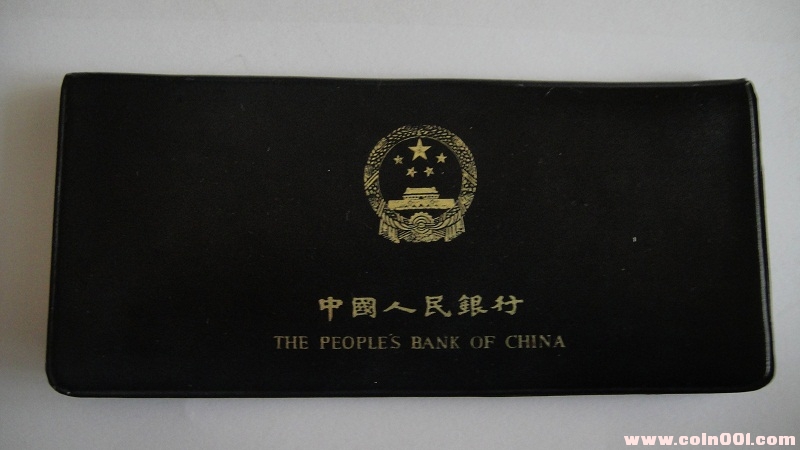 中國人民銀行
THE PEOPLE'S BANK OF CHINA
www.coin001.com